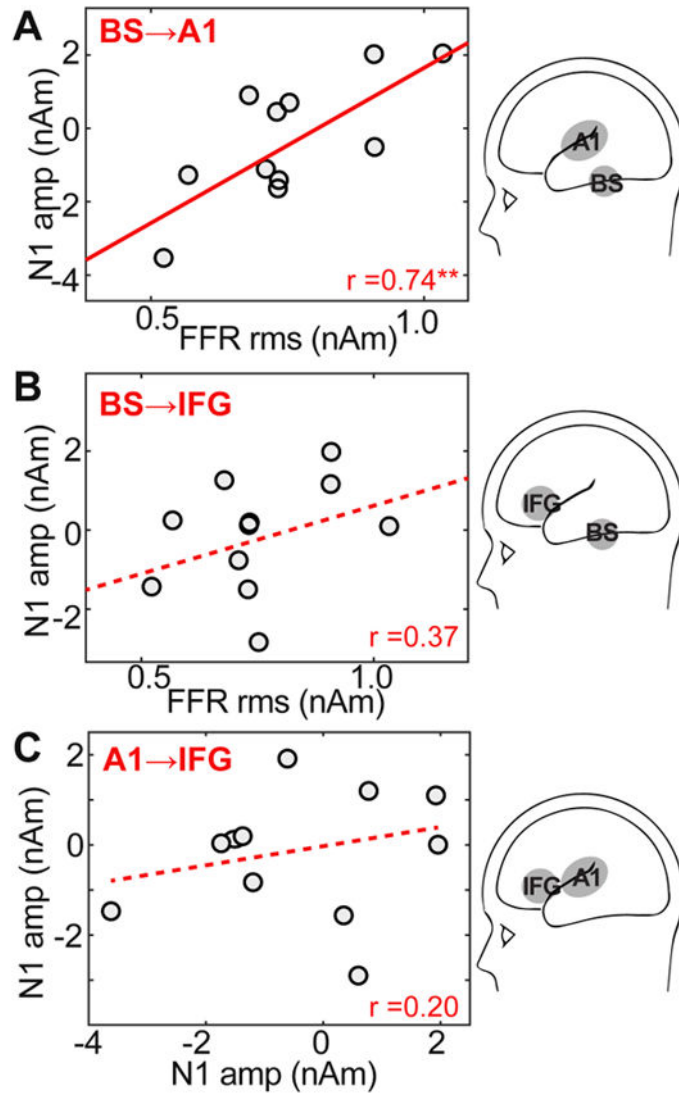 A
BS→A1
N1 amp (nAm)
2
0
-2
-4
r =0.74**
0.5
1.0
FFR rms (nAm)
A1
BS
B
BS→IFG
N1 amp (nAm)
2
0
-2
r =0.37
0.5
1.0
FFR rms (nAm)
IFG
BS
C
A1→IFG
N1 amp (nAm)
2
0
-2
r =0.20
-4
-2
0
2
N1 amp (nAm)
IFG
A1